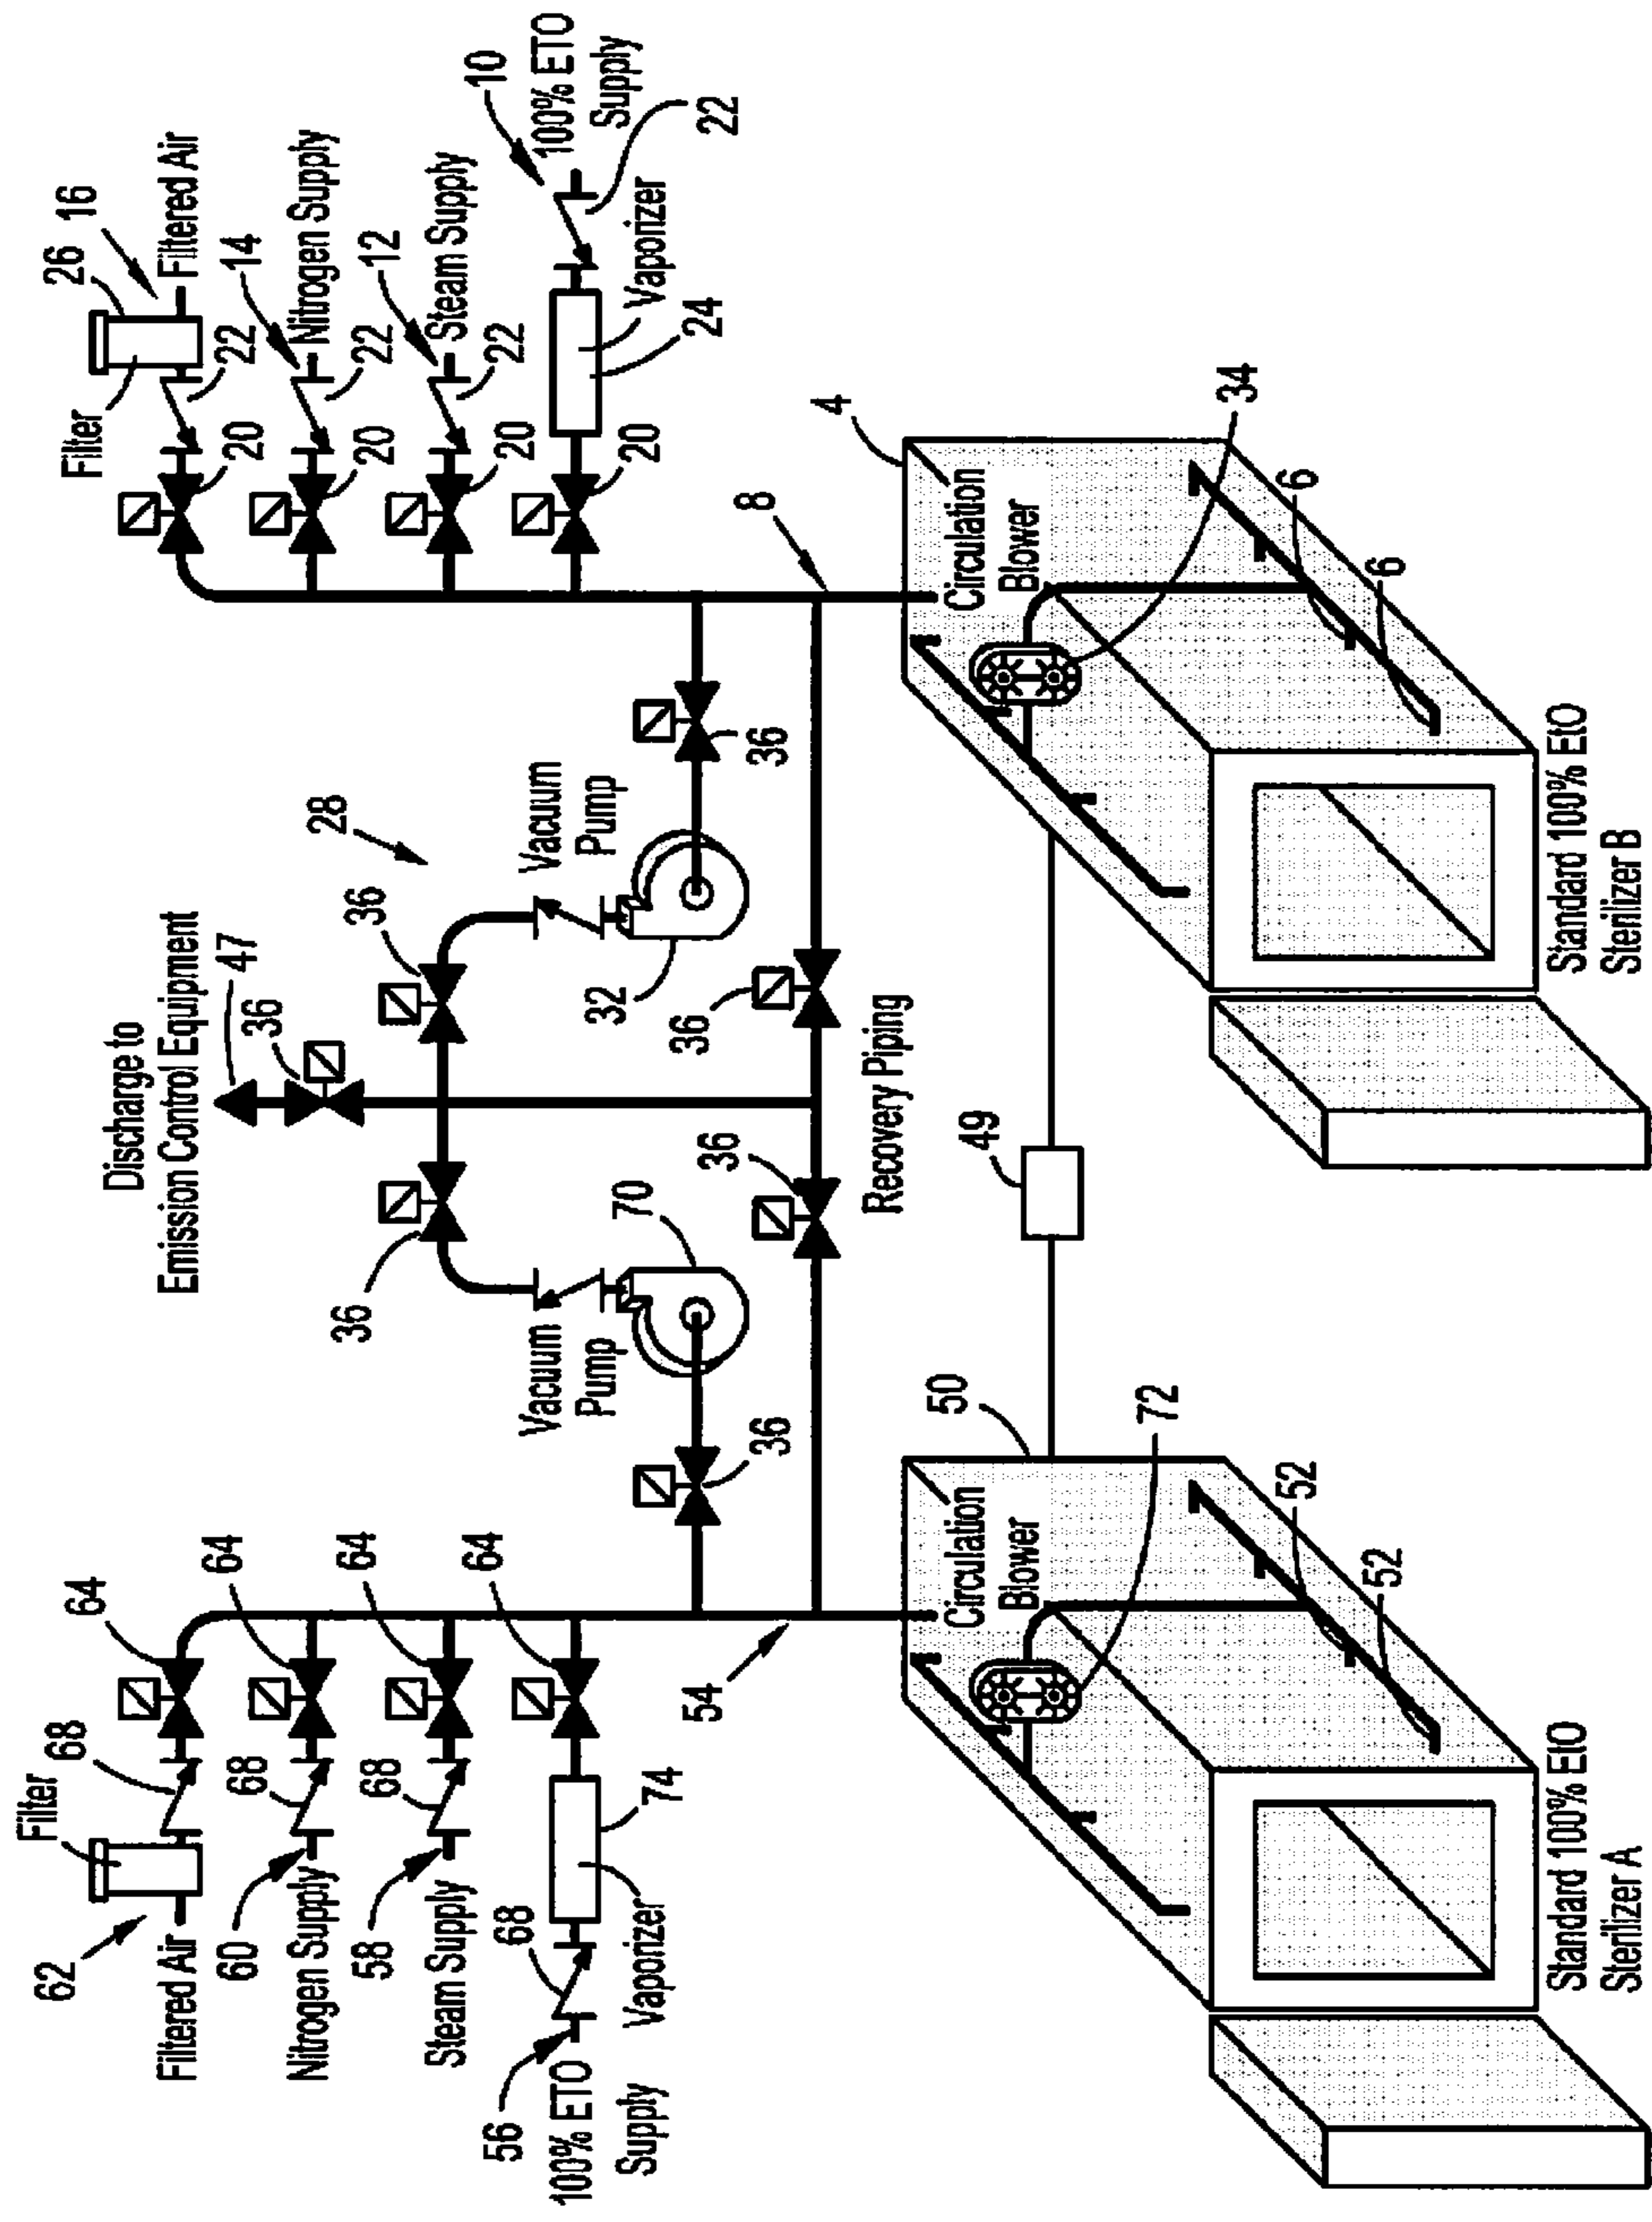 Filter
62
68
64
26
16
Filter
Filtered Air
Discharge to
Emission Control Equipment
47
Filtered Air
22
20
60
68
64
36
14
Nitrogen Supply
Nitrogen Supply
22
20
58
68
64
36
36
28
12
Steam Supply
Steam Supply
22
20
64
56
68
10
100% ETO
Supply
Vaporizer
74
Vacuum
Pump
70
Vacuum
Pump
32
20
24
Vaporizer
100% ETO
Supply
22
54
36
36
36
36
8
4
Recovery Piping
50
49
Circulation
Blower
72
Circulation
Blower
34
52
52
6
6
Standard 100% EtO
Sterilizer A
Standard 100% EtO
Sterilizer B